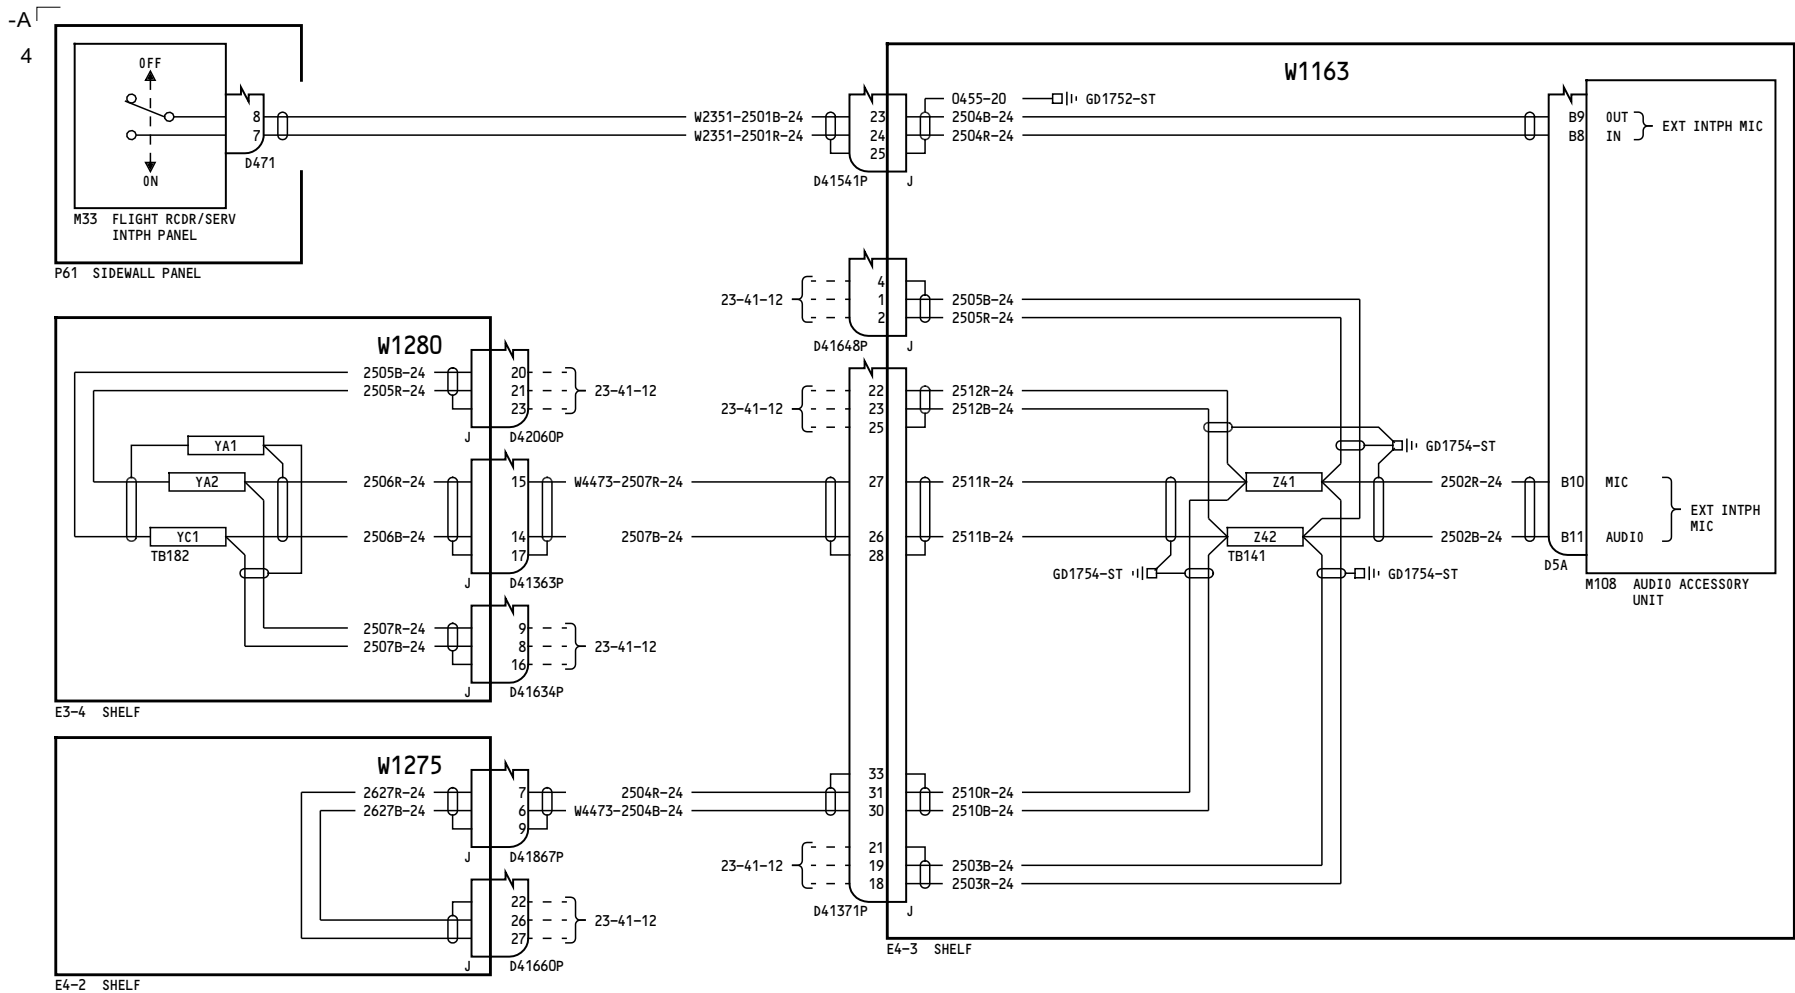 -A
4
OFF
ON
8
7
D471
M33 FLIGHT RCDR/SERV
INTPH PANEL
P61 SIDEWALL PANEL
W2351-2501B-24
W2351-2501R-24
23
24
25
D41541P
J
W1163
0455-20
GD1752-ST
2504B-24
2504R-24
B9
B8
OUT
IN
EXT INTPH MIC
23-41-12
4
1
2
D41648P
J
2505B-24
2505R-24
W1280
2505B-24
2505R-24
20
21
23
23-41-12
J
D42060P
YA1
YA2
YC1
TB182
2506R-24
2506B-24
15
14
17
J
D41363P
W4473-2507R-24
2507B-24
2507R-24
2507B-24
9
8
16
23-41-12
J
D41634P
E3-4 SHELF
23-41-12
22
23
25
27
26
28
2512R-24
2512B-24
2511R-24
2511B-24
GD1754-ST
Z41
Z42
TB141
GD1754-ST
GD1754-ST
2502R-24
2502B-24
B10
B11
MIC
AUDIO
EXT INTPH
MIC
D5A
M108 AUDIO ACCESSORY
UNIT
W1275
2627R-24
2627B-24
7
6
9
J
D41867P
2504R-24
W4473-2504B-24
33
31
30
2510R-24
2510B-24
23-41-12
21
19
18
2503B-24
2503R-24
D41371P
J
22
26
27
23-41-12
J
D41660P
E4-3 SHELF
E4-2 SHELF